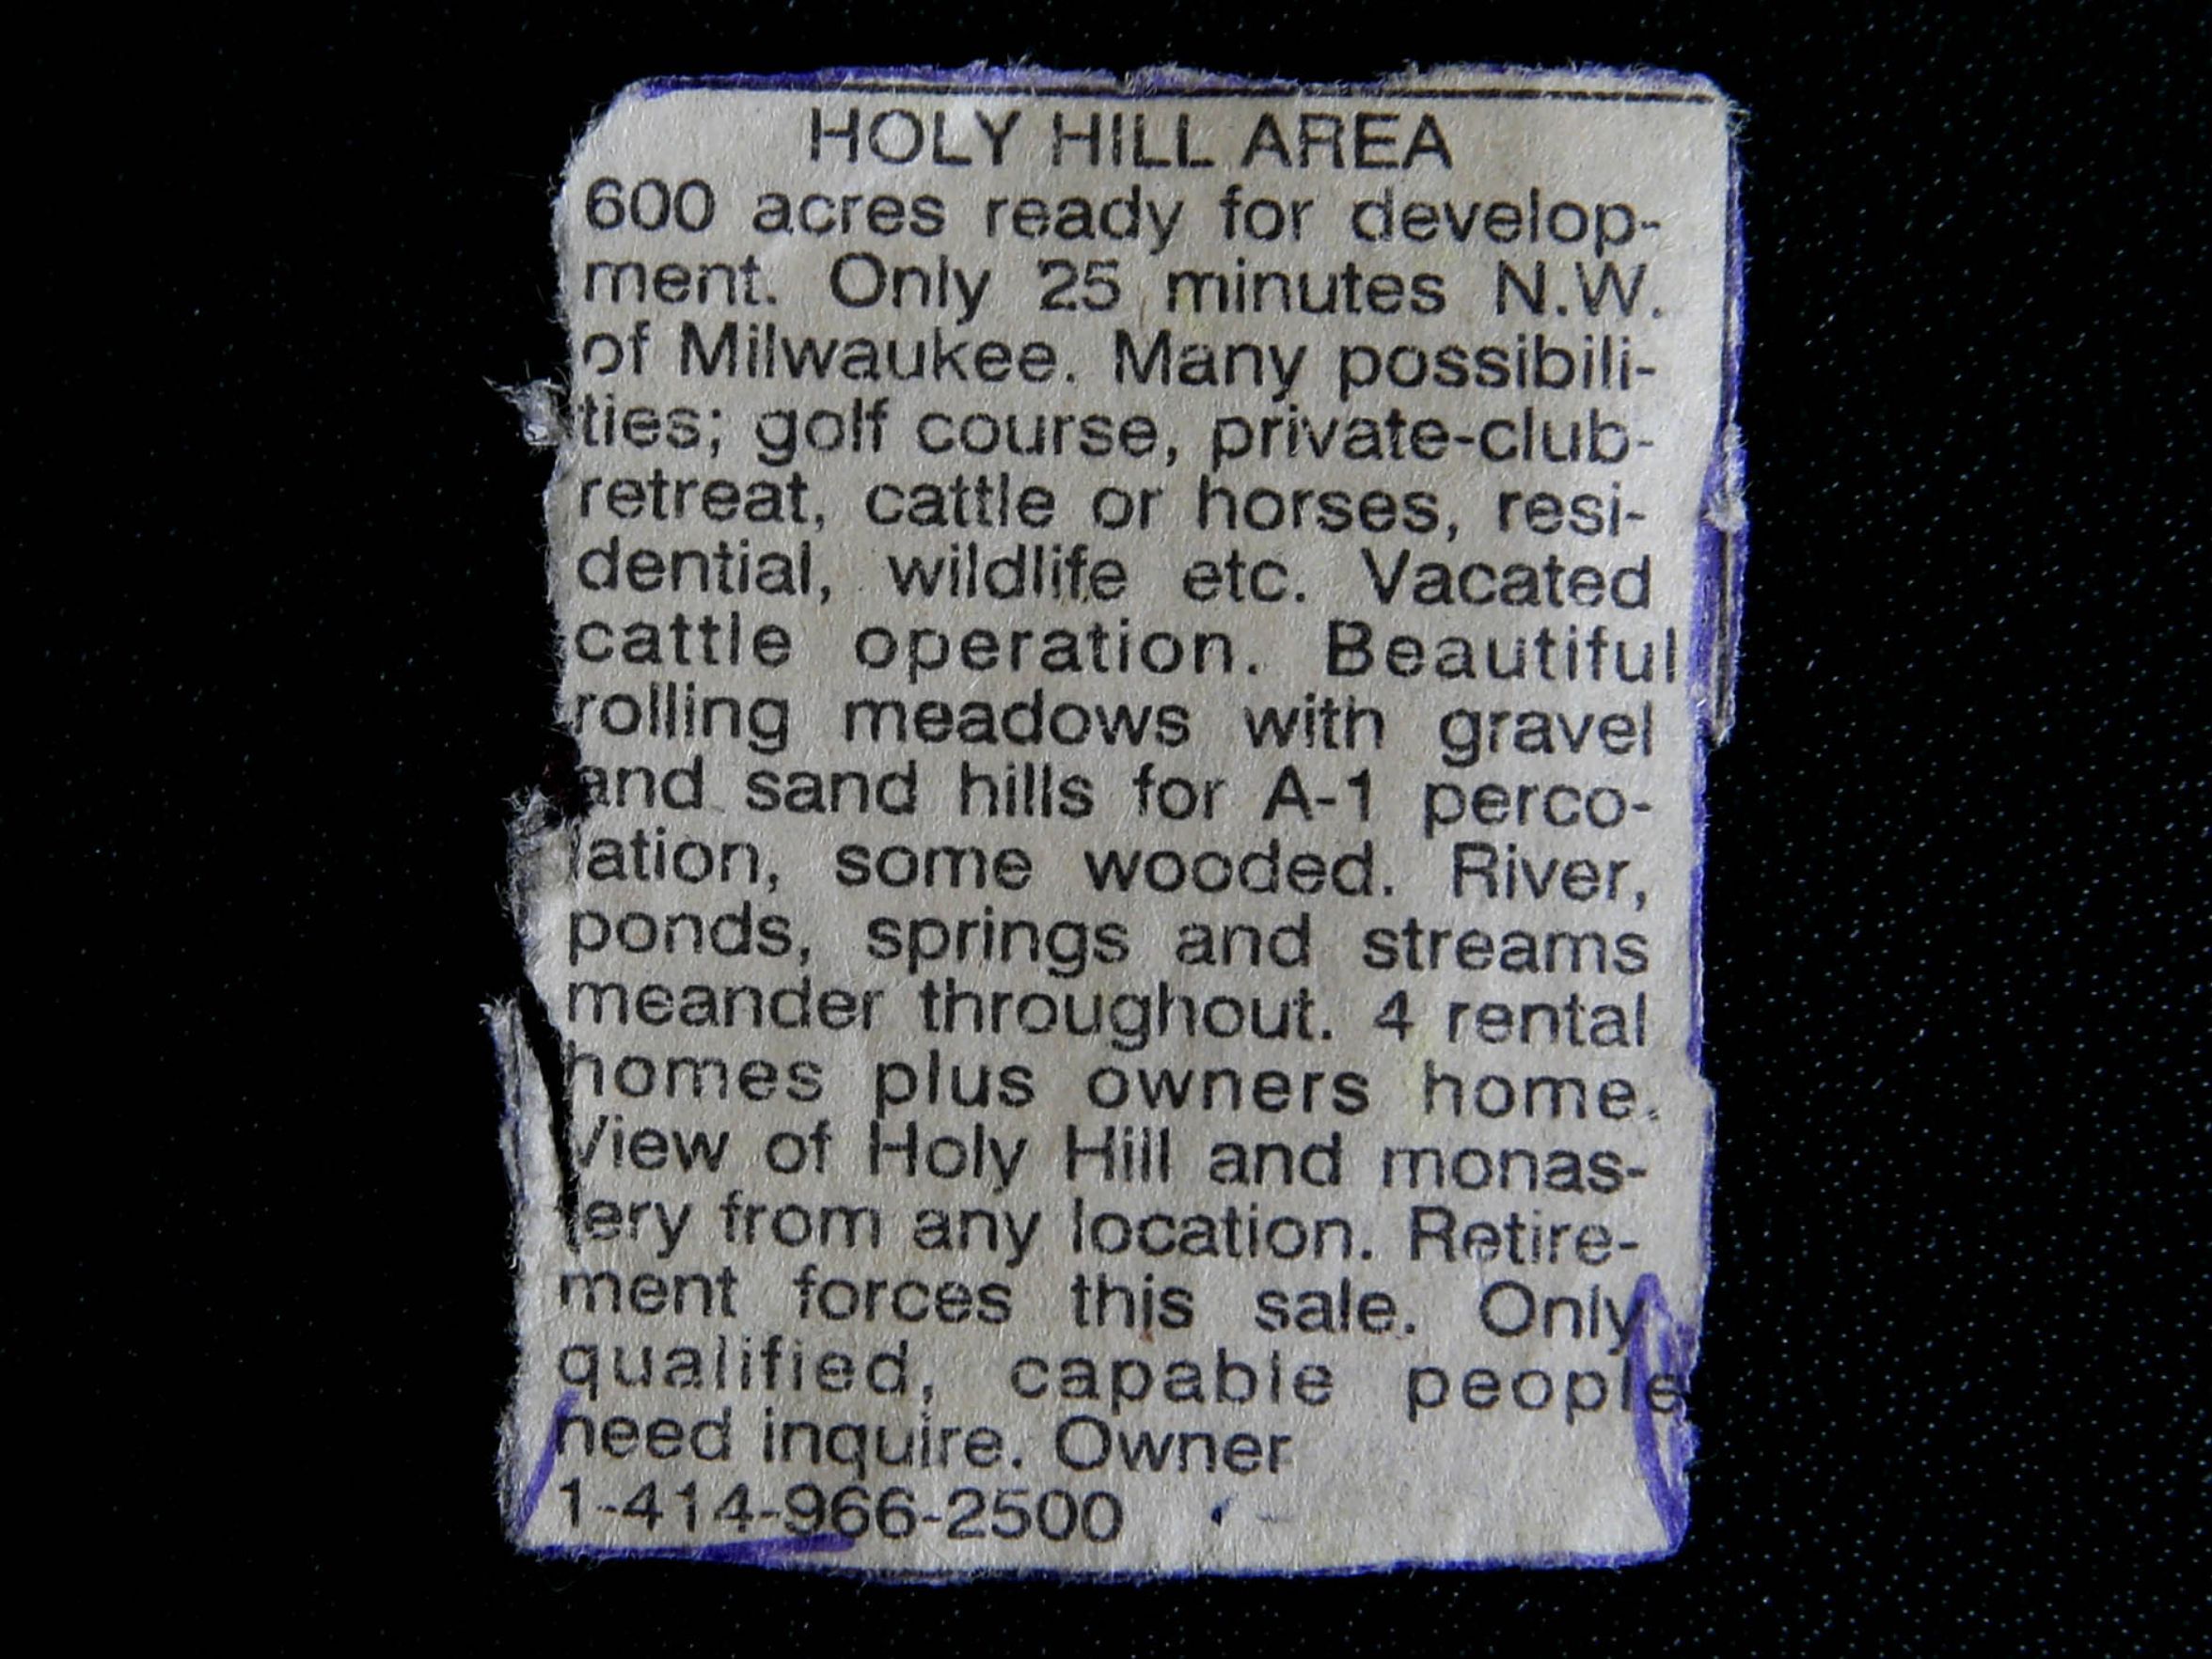 HOLY HILL AREA
600 acres ready for develop-
ment. Only 25 minutes N.W.
of Milwaukee. Many possibili-
ties; golf course, private-club-
retreat, cattle or horses, resi-
dential, wildlife etc. Vacated
cattle operation. Beautiful
rolling meadows with gravel
and sand hills for A-1 perco-
lation, some wooded. River,
ponds, springs and streams
meander throughout. 4 rental
homes plus owners home.
View of Holy Hill and monas-
tery from any location. Retire-
ment forces this sale. Only
qualified, capable people
need inquire. Owner
1-414-966-2500